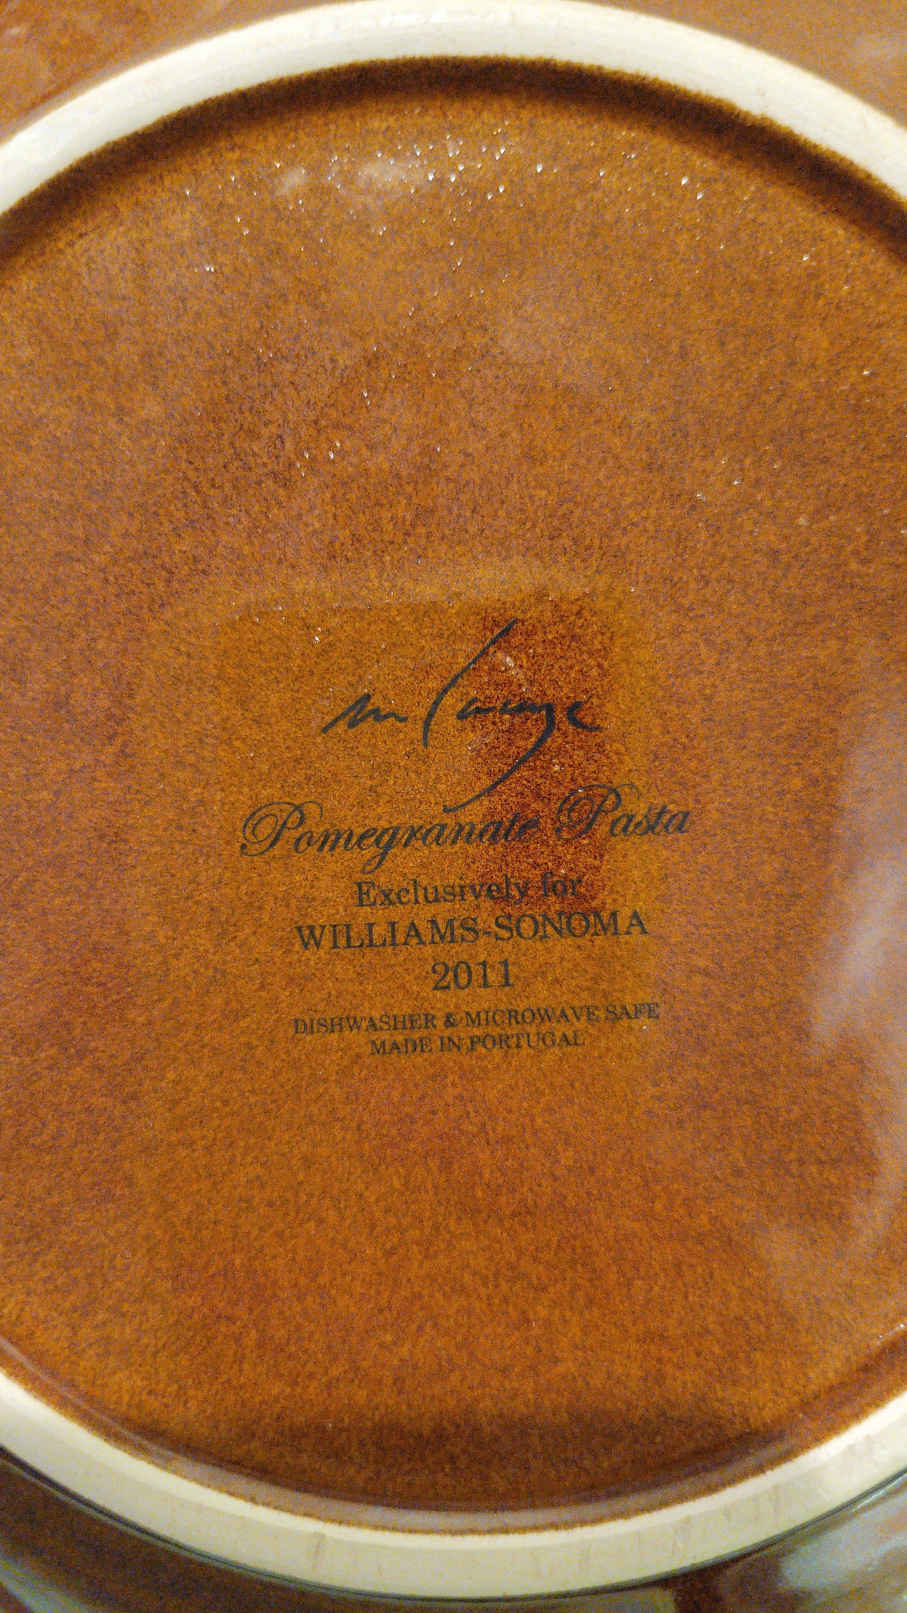 Pomegranate Pasta
Exclusively for
WILLIAMS-SONOMA
2011
DISHWASHER & MICROWAVE SAFE
MADE IN PORTUGAL